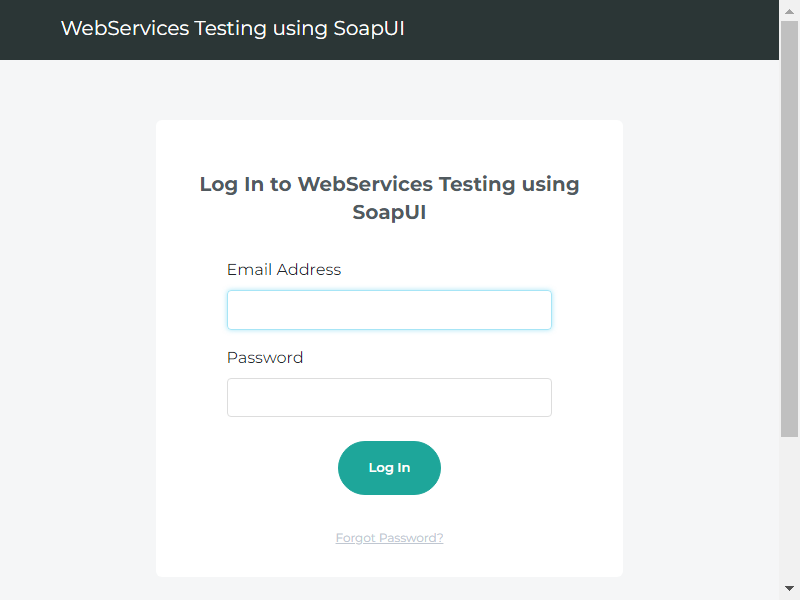 WebServices Testing using SoapUI
Log In to WebServices Testing using
SoapUI
Email Address
Password
Log In
Forgot Password?